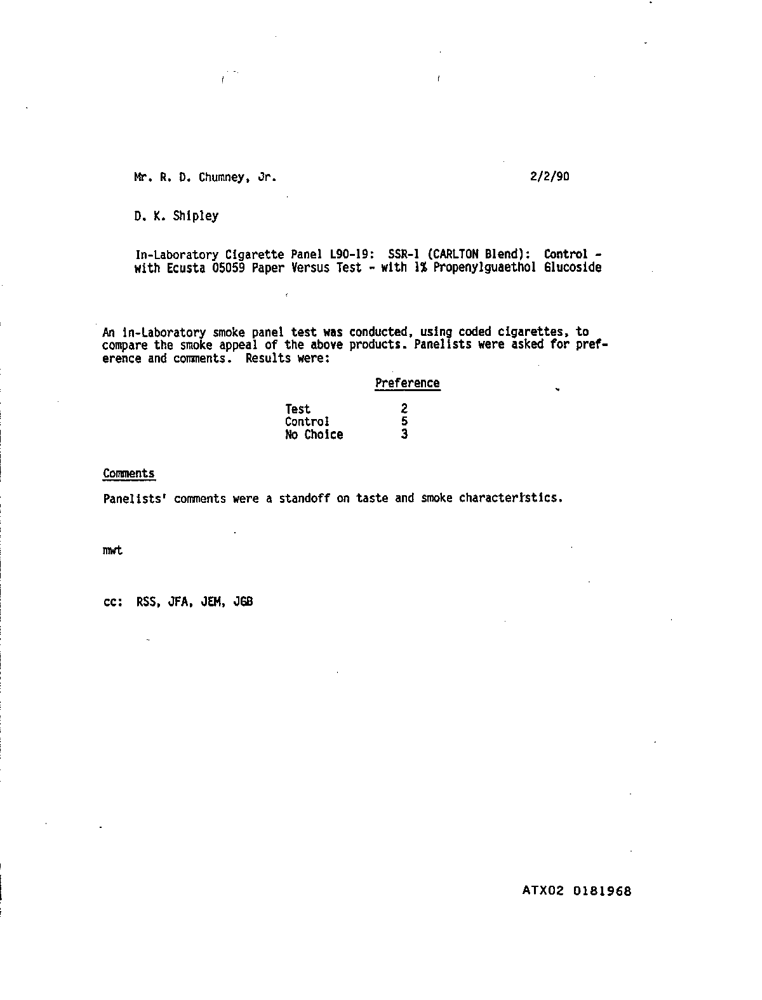 Mr. R. D. Chumney, Jr. 2/2/90
D. K. Shipley
In-Laboratory Cigarette Panel L90-19: SSR-1 (CARLTON Blend): Control -
with Ecusta 05059 Paper Versus Test - with 1% Propenylguaethol Glucoside
An in-Laboratory smoke panel test was conducted, using coded cigarettes, to
compare the smoke appeal of the above products. Panelists were asked for pref-
erence and comments. Results were:
Preference
Test 2
Control 5
No Choice 3
Comments
Panelists' comments were a standoff on taste and smoke characteristics.
mwt
cc: RSS, JFA, JEM, JGB
ATX02 0181968